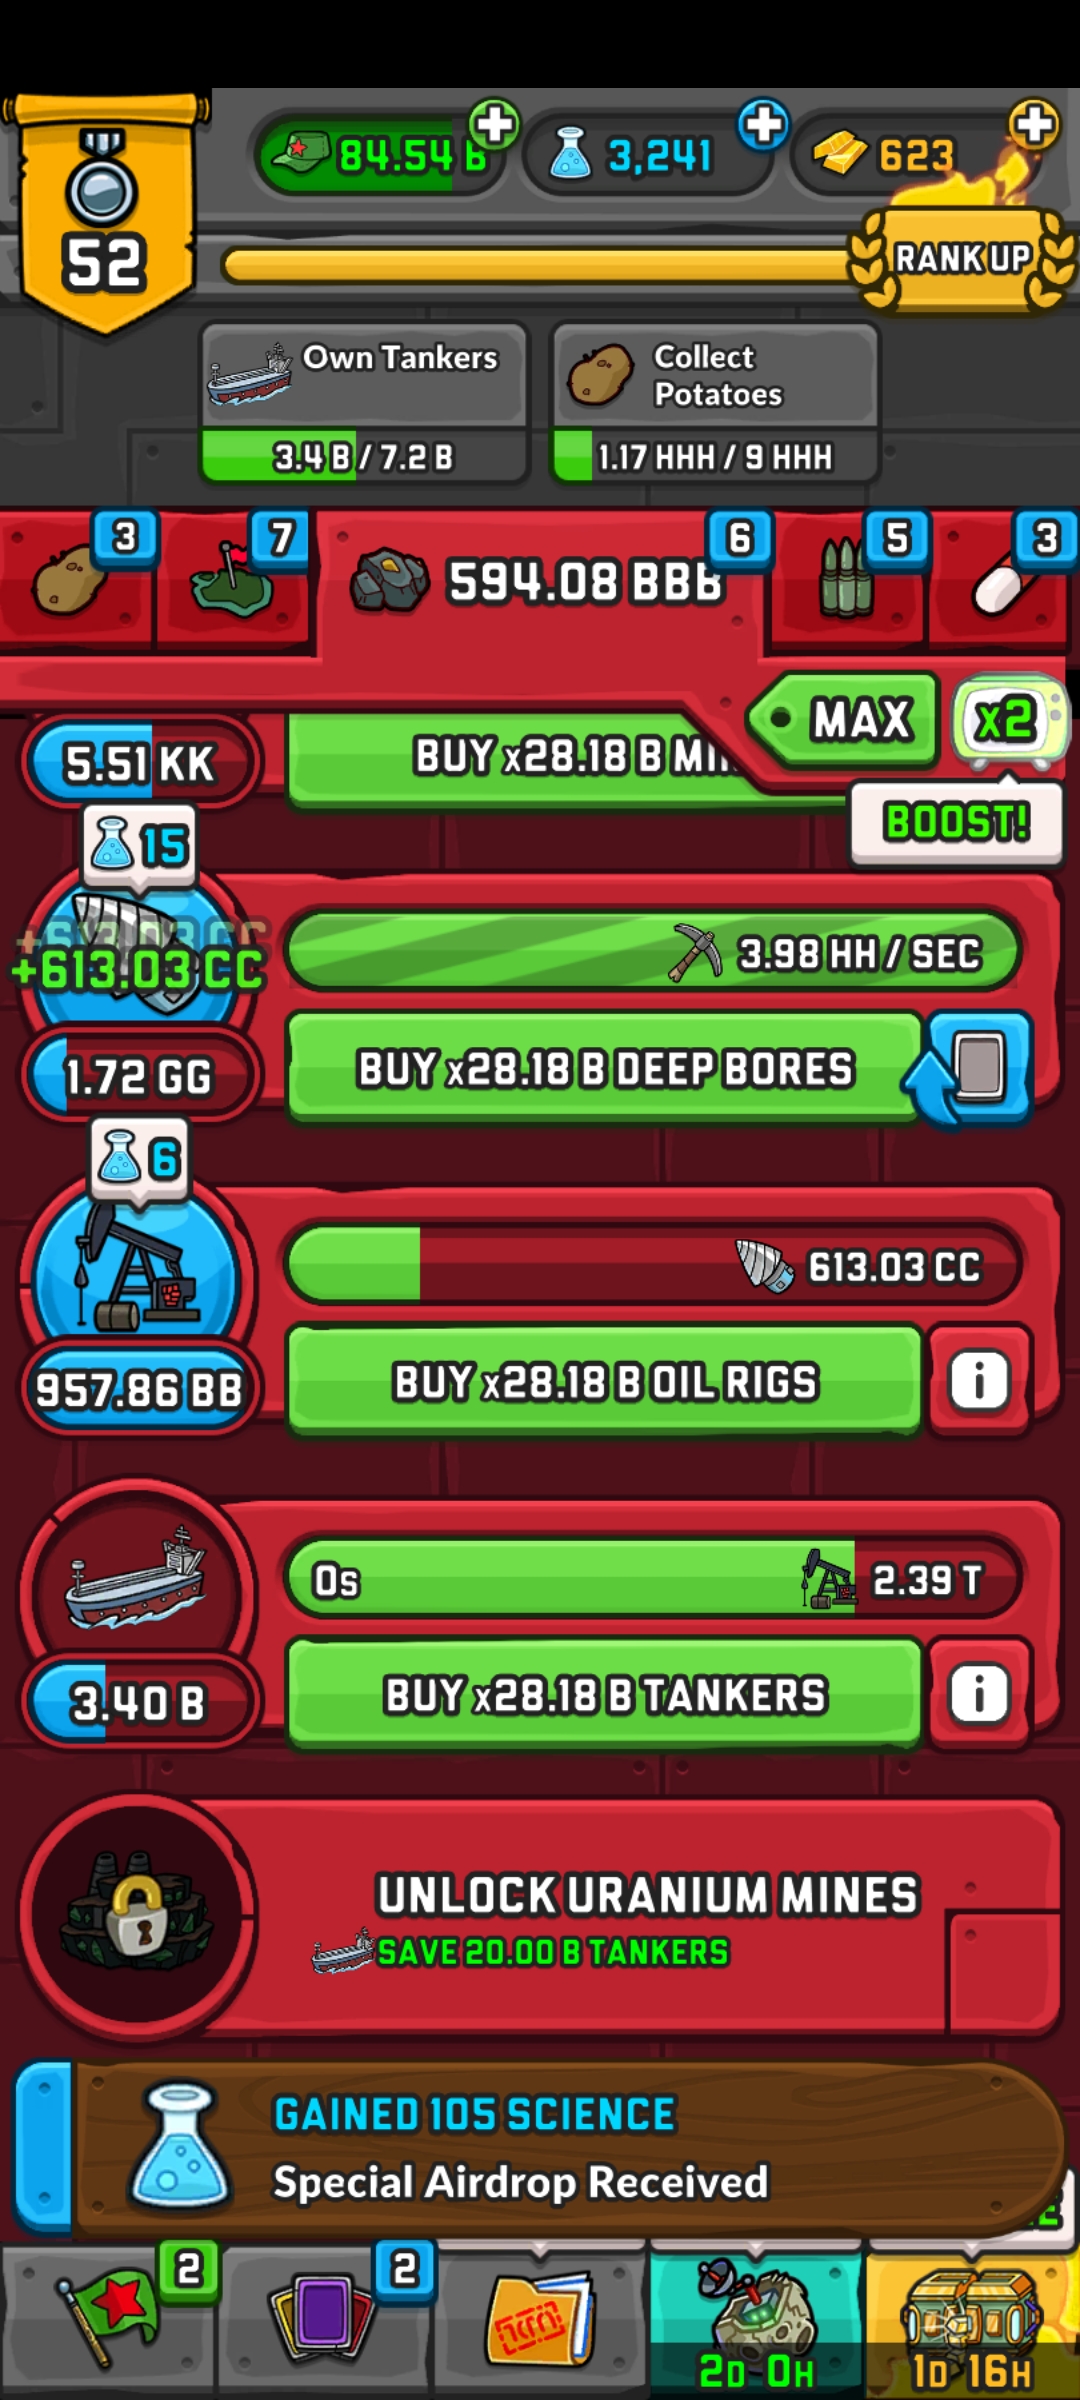 84.54 B
3,241
623
52
RANK UP
Own Tankers
3.4 B / 7.2 B
Collect
Potatoes
1.17 HHH / 9 HHH
3
7
594.08 BBB
6
5
3
MAX
x2
BOOST!
5.51 KK
BUY x28.18 B
15
+613.03 CC
+613.03 CC
3.98 HH / SEC
1.72 GG
BUY x28.18 B DEEP BORES
6
613.03 CC
957.86 BB
BUY x28.18 B OIL RIGS
i
0s
2.39 T
3.40 B
BUY x28.18 B TANKERS
i
UNLOCK URANIUM MINES
SAVE 20.00 B TANKERS
GAINED 105 SCIENCE
Special Airdrop Received
2
2
2D 0H
1D 16H